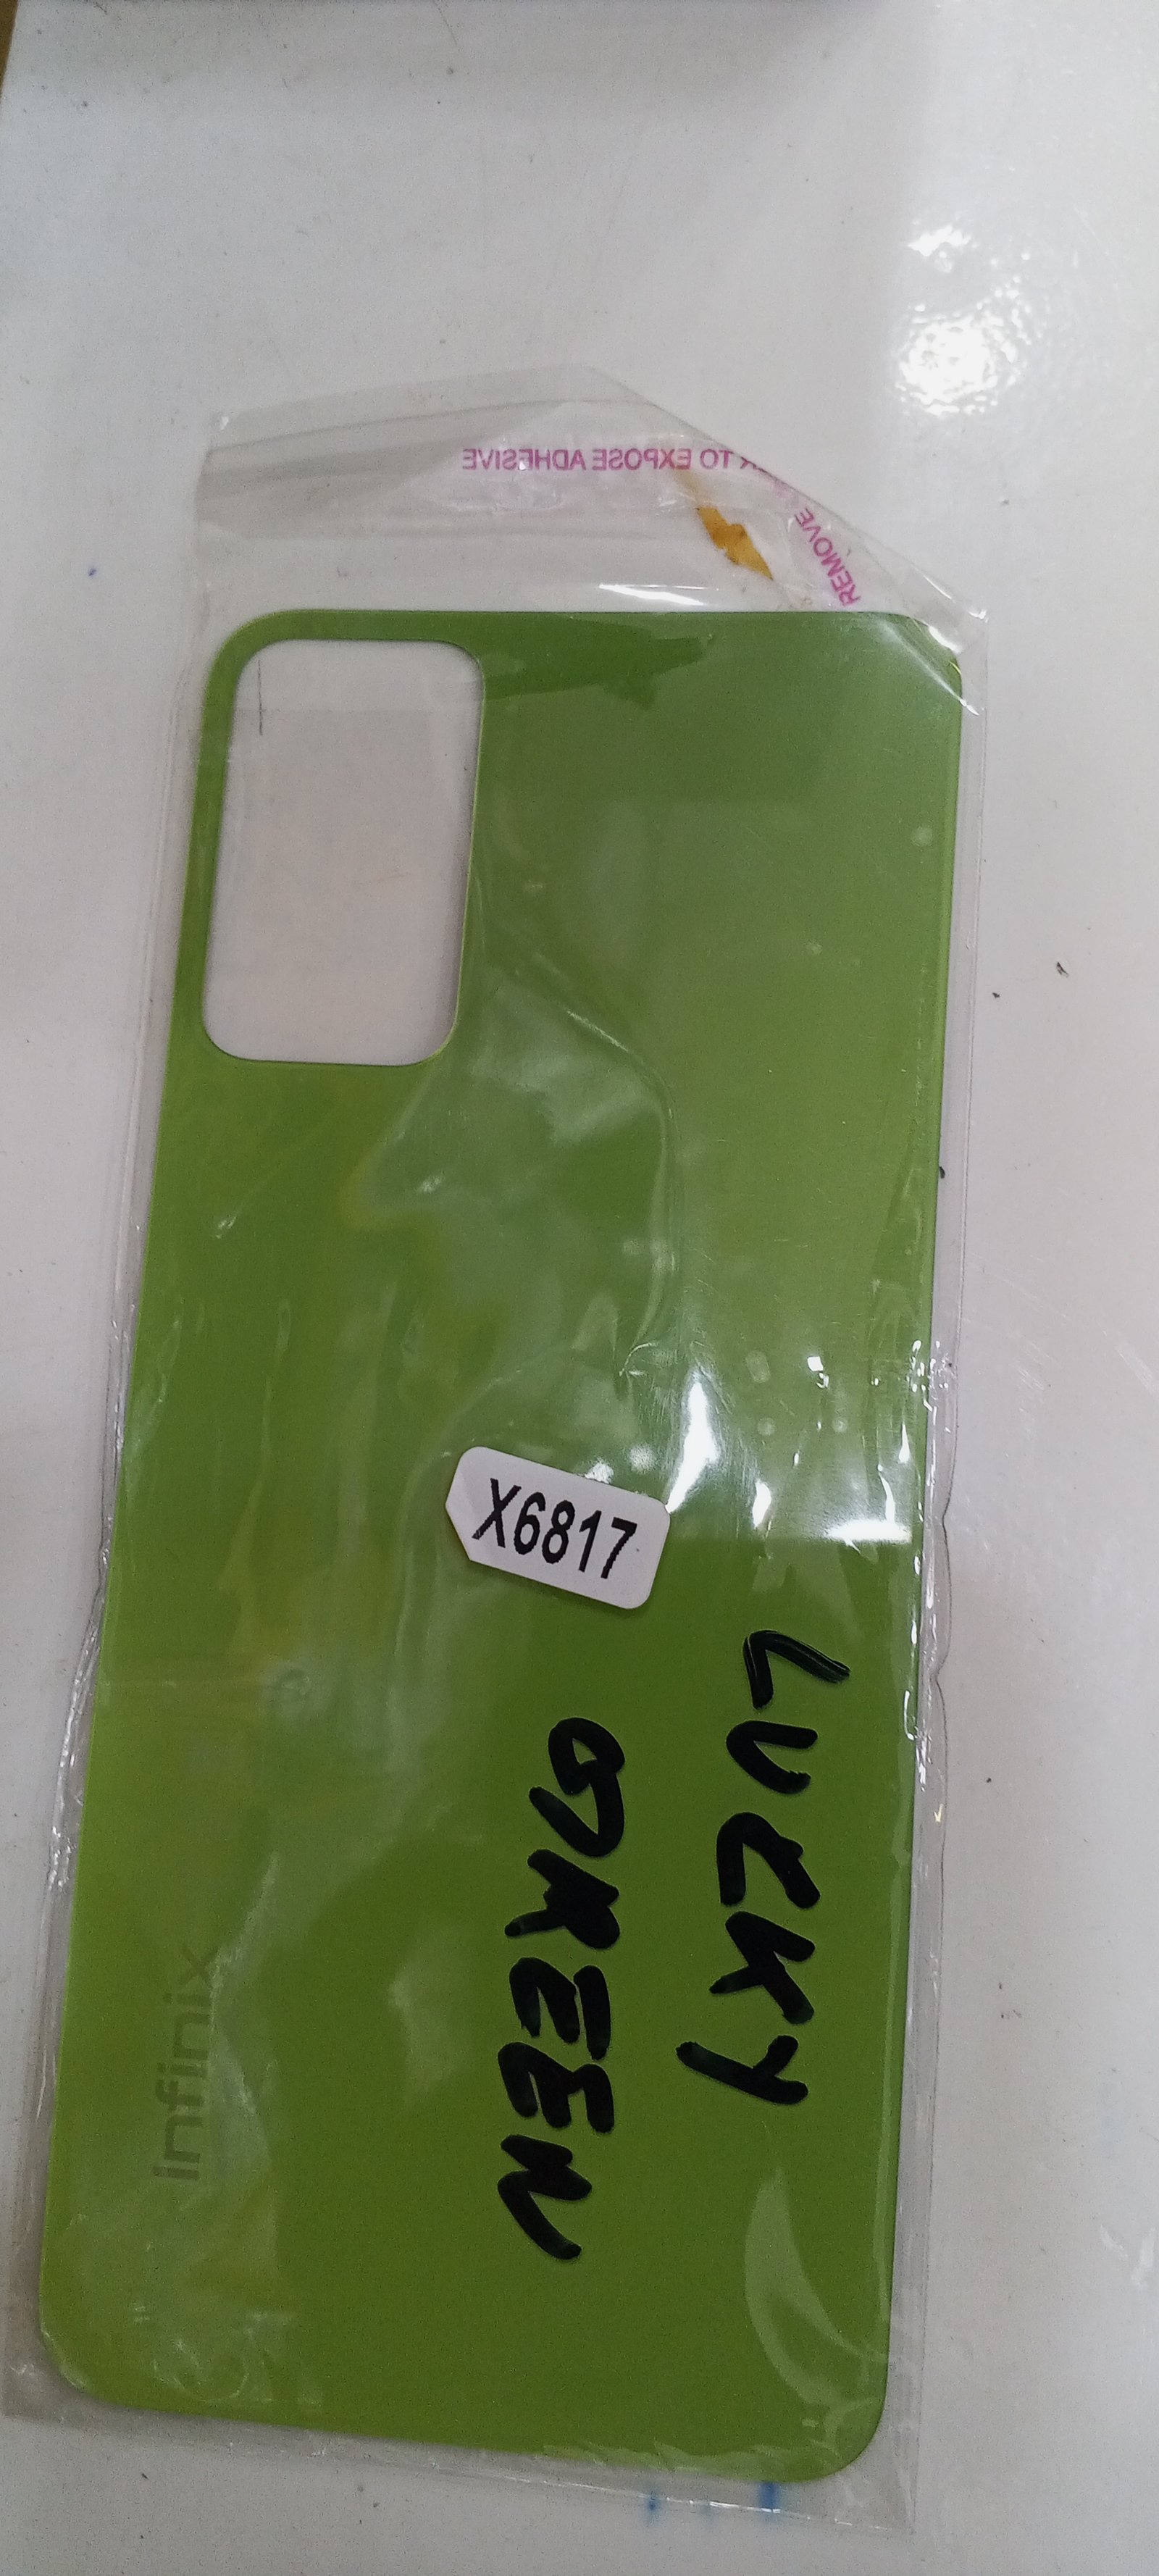 REMOVE
TO EXPOSE ADHESIVE
X6817
LUCKY
GREEN
Infinix